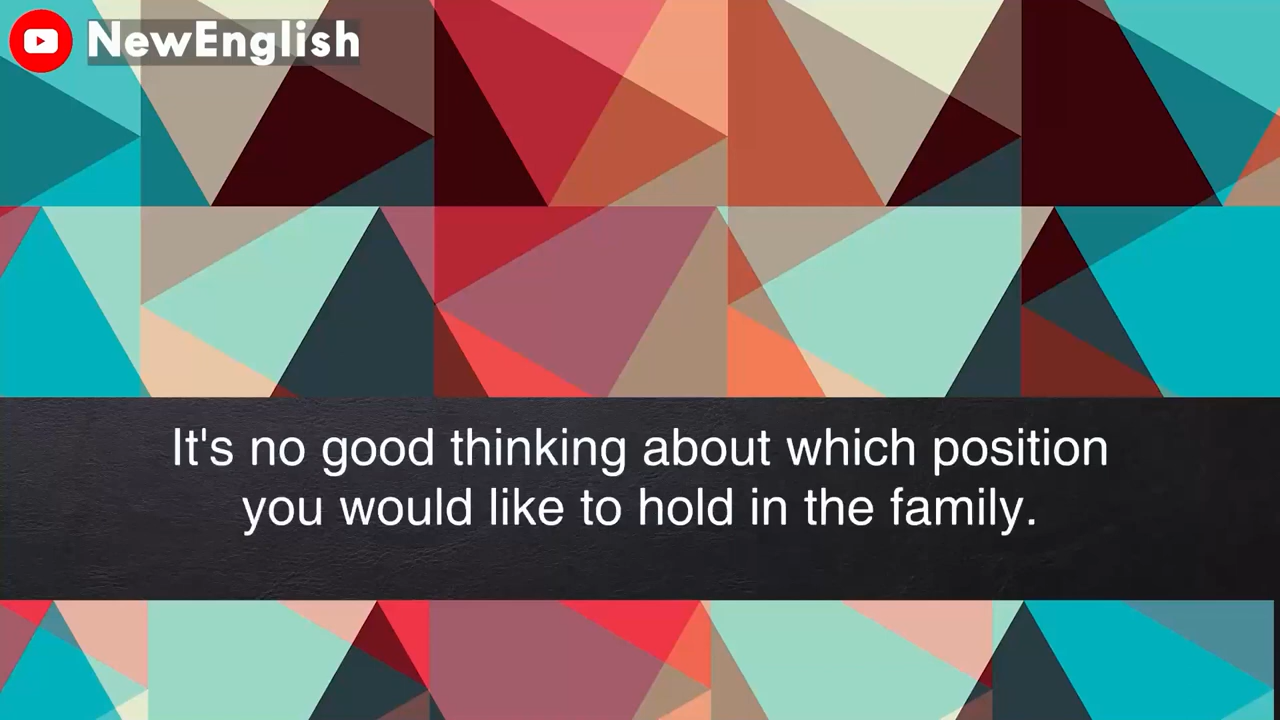 NewEnglish
It's no good thinking about which position
you would like to hold in the family.